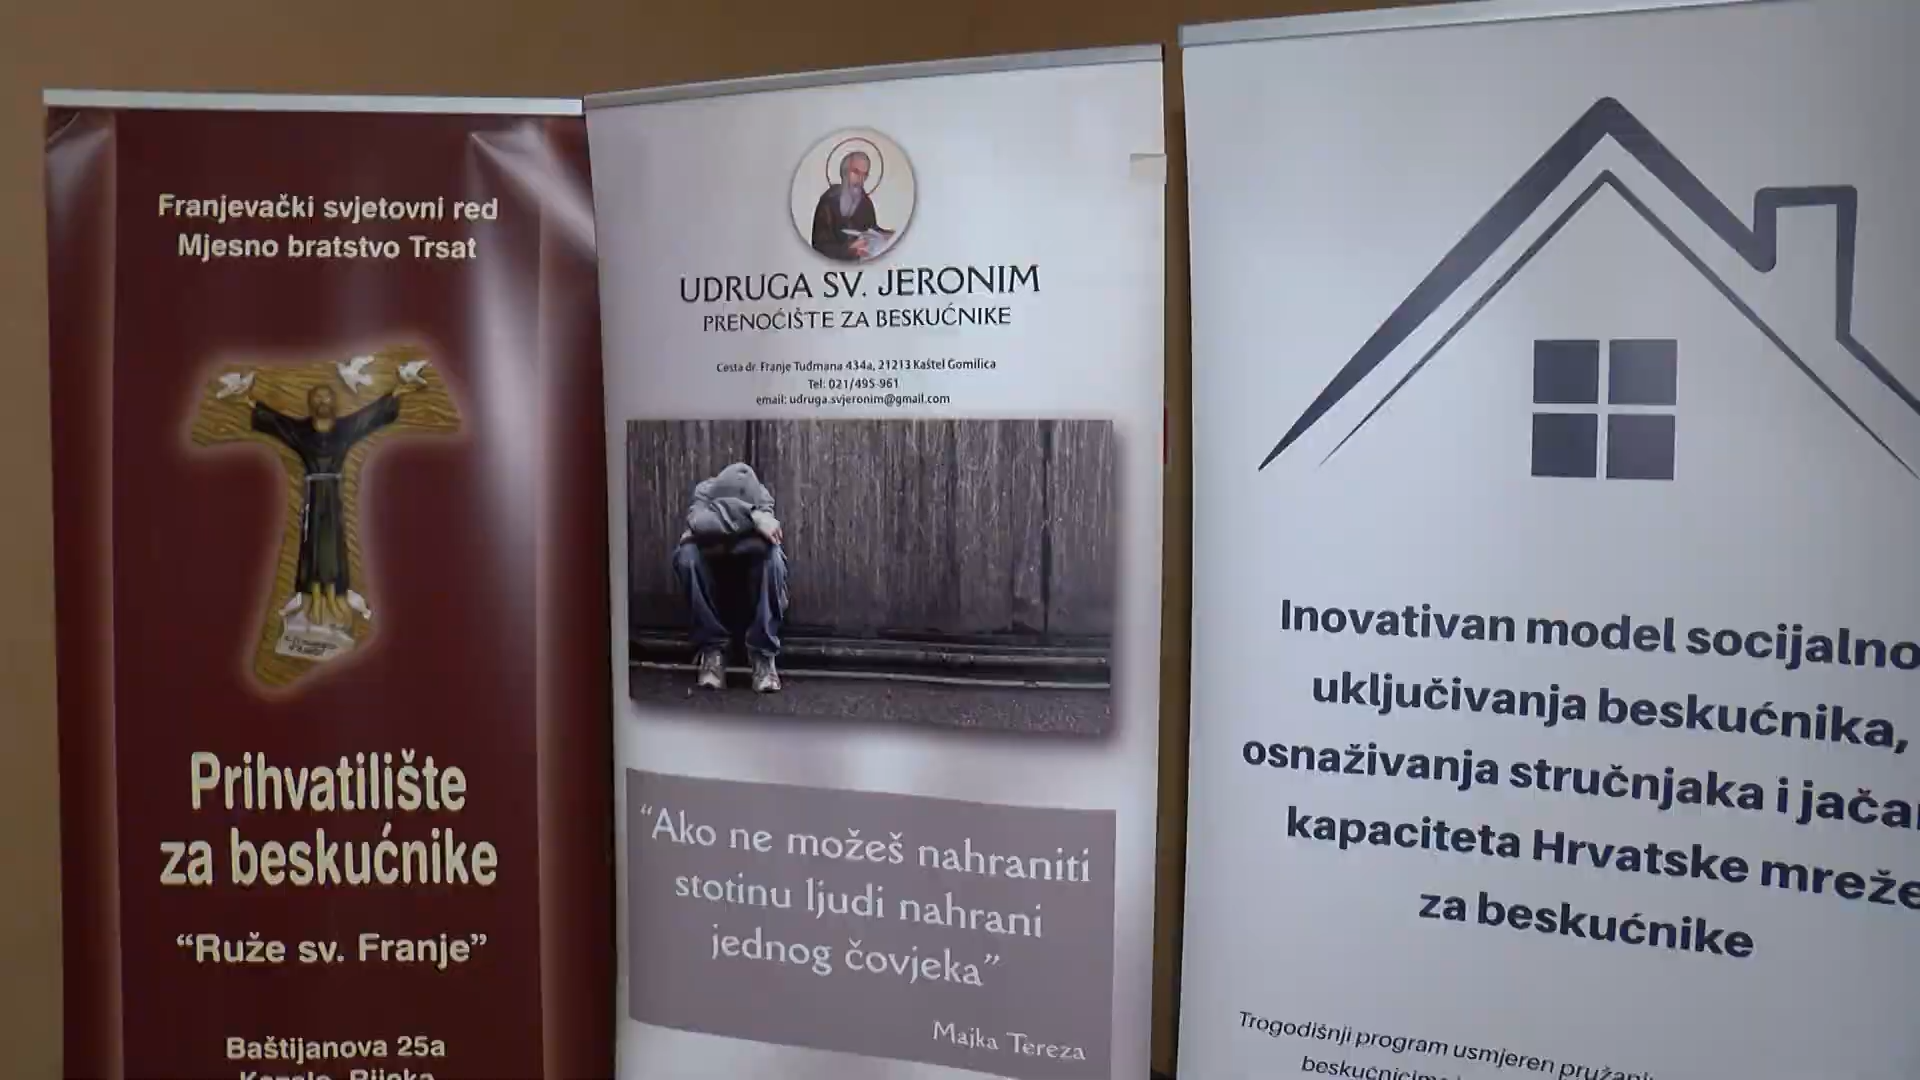 Franjevački svjetovni red
Mjesno bratstvo Trsat
Prihvatilište
za beskućnike
“Ruže sv. Franje”
Baštijanova 25a
UDRUGA SV. JERONIM
PRENOĆIŠTE ZA BESKUĆNIKE
Cesta dr. Franje Tuđmana 434a, 21213 Kaštel Gomilica
Tel: 021/495-961
email: udruga.svjeronim@gmail.com
“Ako ne možeš nahraniti
stotinu ljudi nahrani
jednog čovjeka”
Majka Tereza
Inovativan model socijalno
uključivanja beskućnika,
osnaživanja stručnjaka i jača
kapaciteta Hrvatske mreže
za beskućnike
Trogodišnji program usmjeren